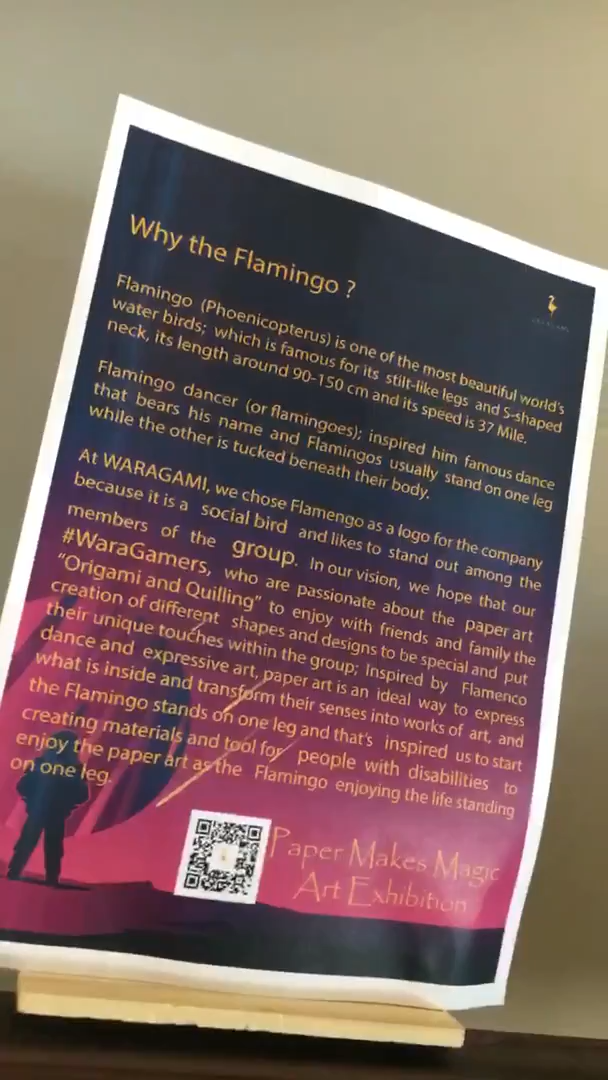 Why the Flamingo ?
Flamingo (Phoenicopterus) is one of the most beautiful world's
water birds; which is famous for its stilt-like legs and S-shaped
neck, its length around 90-150 cm and its speed is 37 Mile.
Flamingo dancer (or flamingoes); inspired him famous dance
that bears his name and Flamingos usually stand on one leg
while the other is tucked beneath their body.
At WARAGAMI, we chose Flamengo as a logo for the company
because it is a social bird and likes to stand out among the
members of the group. In our vision, we hope that our
#WaraGamers, who are passionate about the paper art
"Origami and Quilling" to enjoy with friends and family the
creation of different shapes and designs to be special and put
their unique touches within the group; Inspired by Flamenco
dance and expressive art, paper art is an ideal way to express
what is inside and transform their senses into works of art, and
the Flamingo stands on one leg and that's inspired us to start
creating materials and tool for people with disabilities to
enjoy the paper art as the Flamingo enjoying the life standing
on one leg.
Paper Makes Magic
Art Exhibition